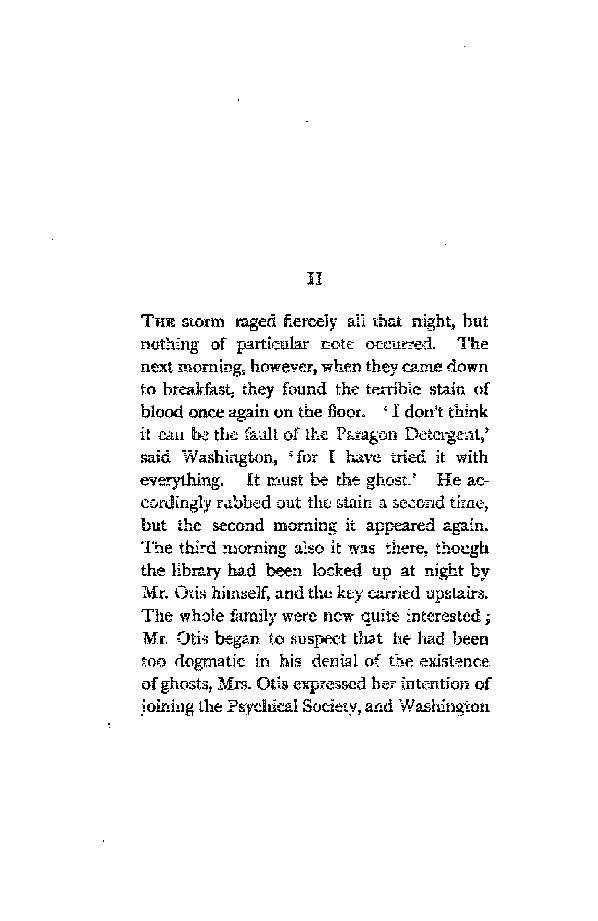 II
THE storm raged fiercely all that night, but
nothing of particular note occurred. The
next morning, however, when they came down
to breakfast, they found the terrible stain of
blood once again on the floor. ‘I don’t think
it can be the fault of the Paragon Detergent,’
said Washington, ‘for I have tried it with
everything. It must be the ghost.’ He ac-
cordingly rubbed out the stain a second time,
but the second morning it appeared again.
The third morning also it was there, though
the library had been locked up at night by
Mr. Otis himself, and the key carried upstairs.
The whole family were now quite interested ;
Mr. Otis began to suspect that he had been
too dogmatic in his denial of the existence
of ghosts, Mrs. Otis expressed her intention of
joining the Psychical Society, and Washington